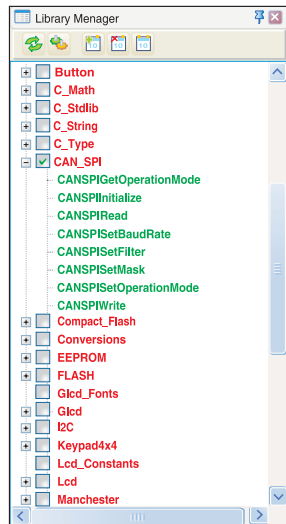 Library Menager
Button
C_Math
C_Stdlib
C_String
C_Type
CAN_SPI
CANSPIGetOperationMode
CANSPIInitialize
CANSPIRead
CANSPISetBaudRate
CANSPISetFilter
CANSPISetMask
CANSPISetOperationMode
CANSPIWrite
Compact_Flash
Conversions
EEPROM
FLASH
Glcd_Fonts
Glcd
I2C
Keypad4x4
Lcd_Constants
Lcd
Manchester